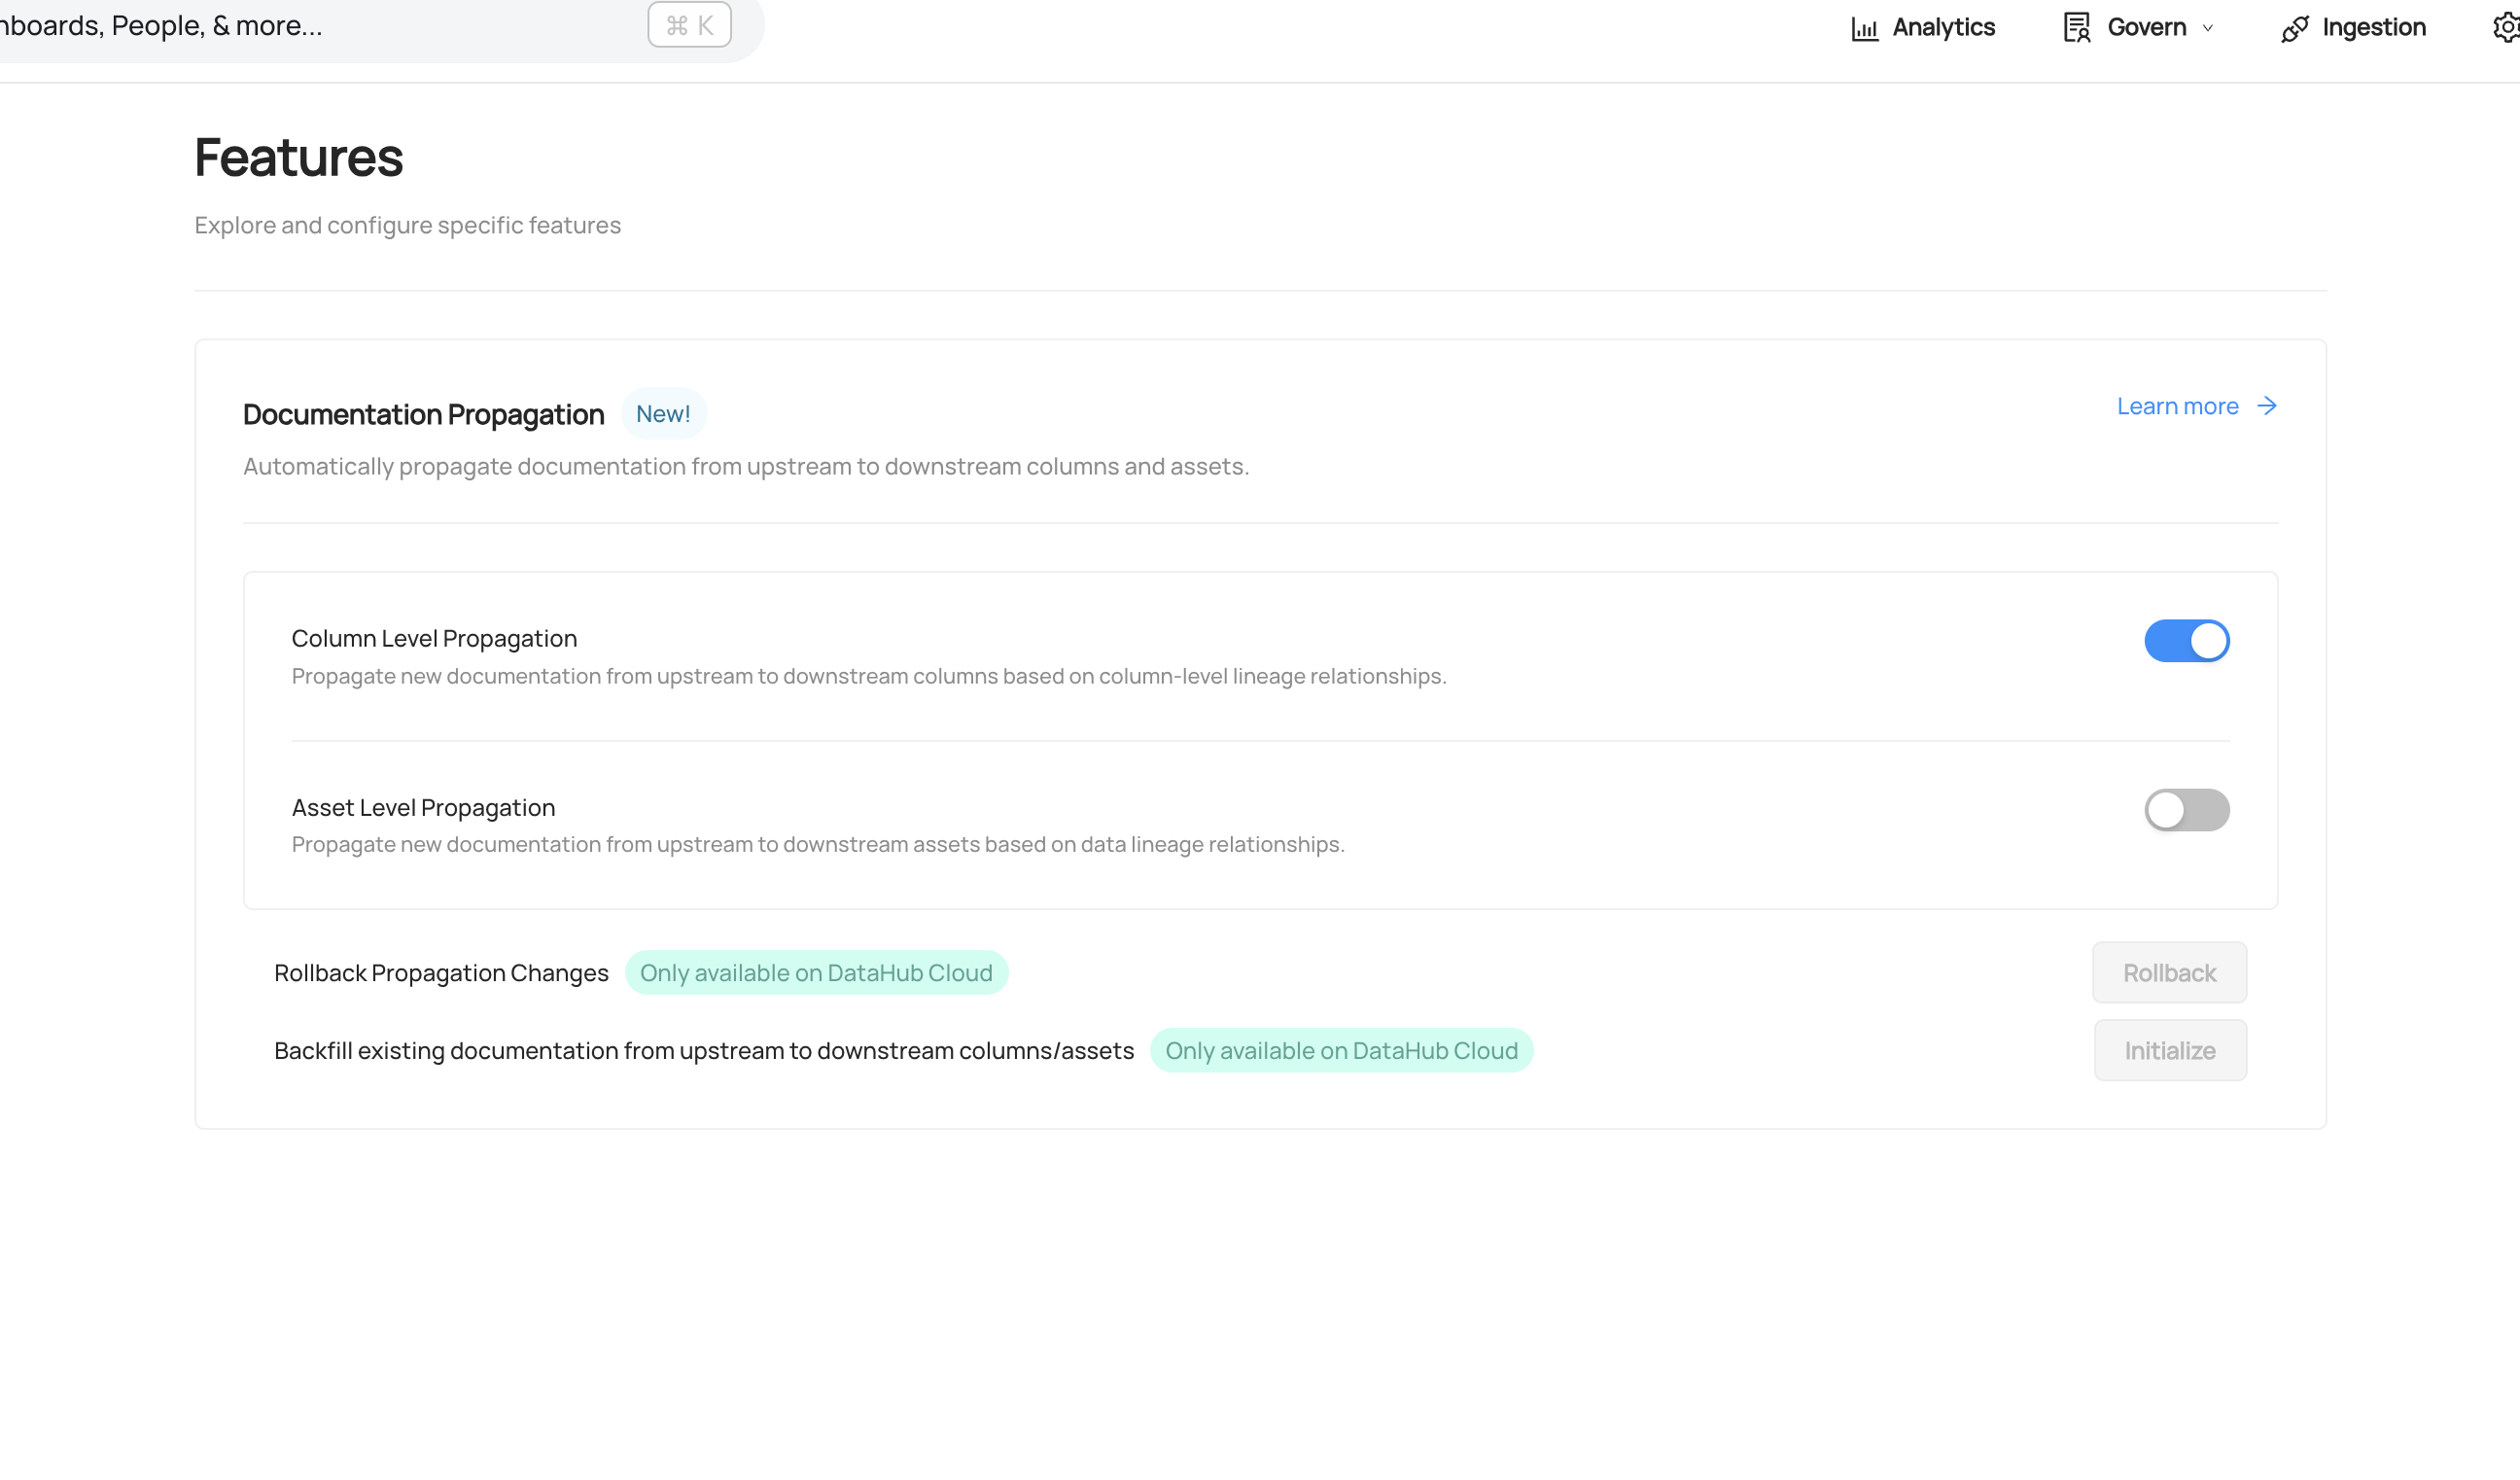 nboards, People, & more...
⌘ K
Analytics
Govern
Ingestion
Features
Explore and configure specific features
Documentation Propagation
New!
Learn more →
Automatically propagate documentation from upstream to downstream columns and assets.
Column Level Propagation
Propagate new documentation from upstream to downstream columns based on column-level lineage relationships.
Asset Level Propagation
Propagate new documentation from upstream to downstream assets based on data lineage relationships.
Rollback Propagation Changes
Only available on DataHub Cloud
Rollback
Backfill existing documentation from upstream to downstream columns/assets
Only available on DataHub Cloud
Initialize